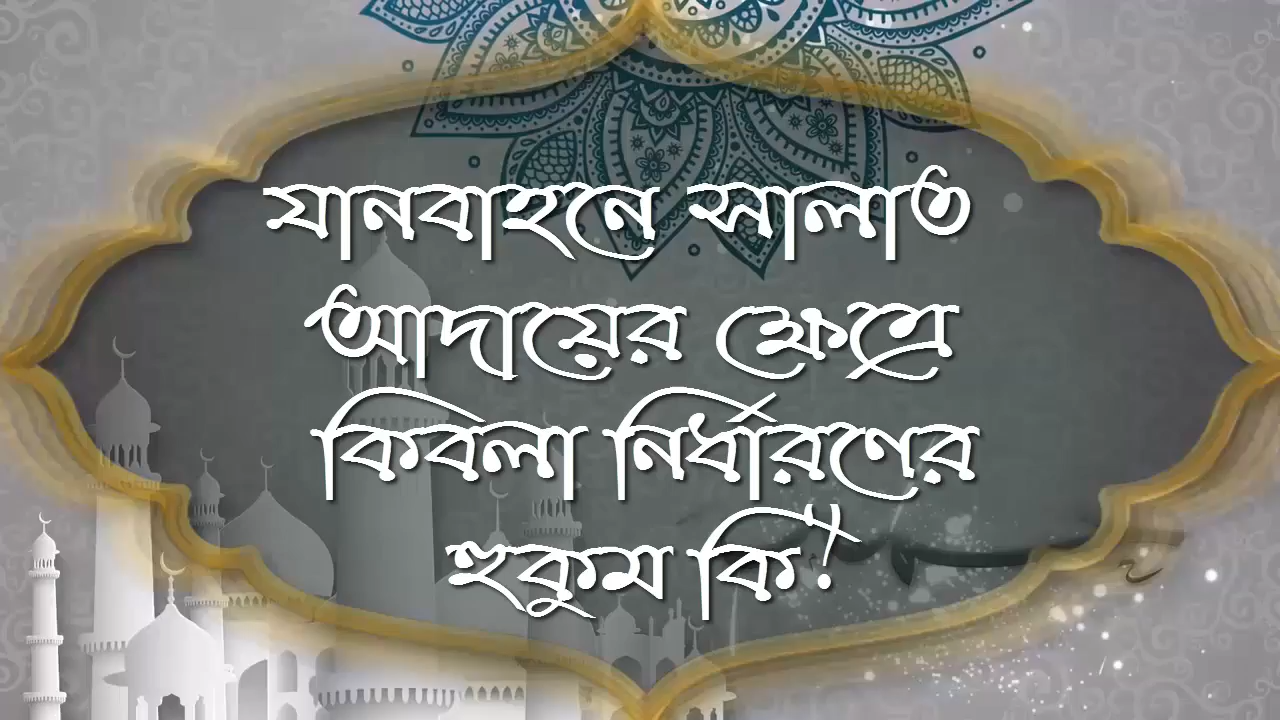 যানবাহনে সালাত
আদায়ের ক্ষেত্রে
কিবলা নির্ধারণের
হুকুম কি!